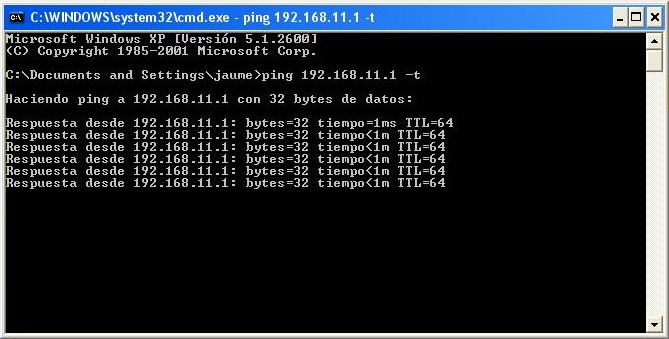 C:\WINDOWS\system32\cmd.exe - ping 192.168.11.1 -t
Microsoft Windows XP [Versión 5.1.2600]
(C) Copyright 1985-2001 Microsoft Corp.
C:\Documents and Settings\jaume>ping 192.168.11.1 -t
Haciendo ping a 192.168.11.1 con 32 bytes de datos:
Respuesta desde 192.168.11.1: bytes=32 tiempo=1ms TTL=64
Respuesta desde 192.168.11.1: bytes=32 tiempo<1m TTL=64
Respuesta desde 192.168.11.1: bytes=32 tiempo<1m TTL=64
Respuesta desde 192.168.11.1: bytes=32 tiempo<1m TTL=64
Respuesta desde 192.168.11.1: bytes=32 tiempo<1m TTL=64
Respuesta desde 192.168.11.1: bytes=32 tiempo<1m TTL=64